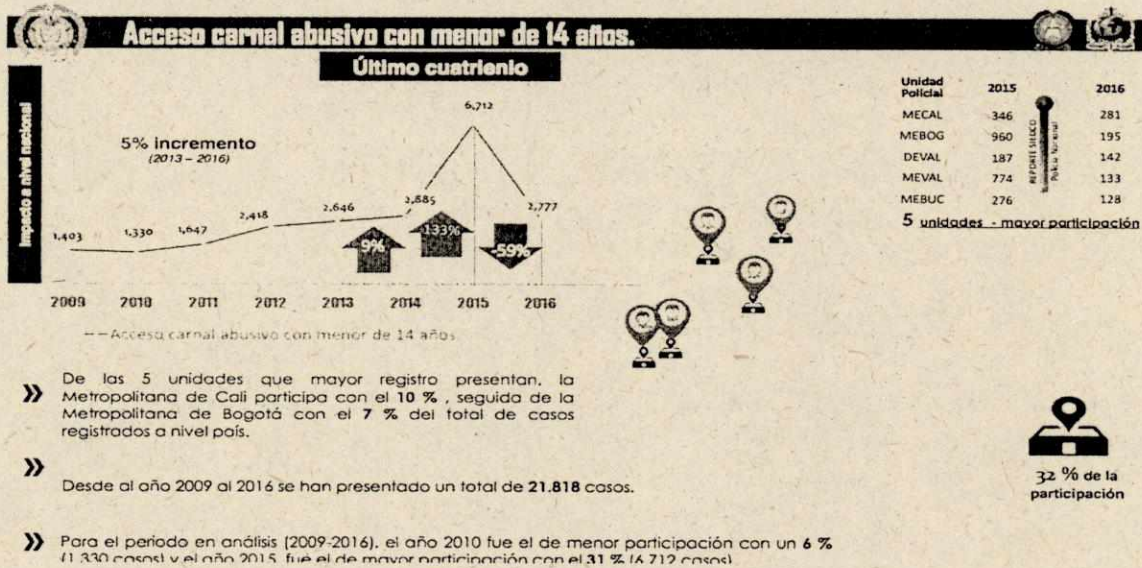 Acceso carnal abusivo con menor de 14 años.
Último cuatrienio
Impacto a nivel nacional
5% incremento
(2013 – 2016)
1,403
1,330
1,647
2,418
2,646
2,885
6,712
2,777
9%
133%
-59%
2009 2010 2011 2012 2013 2014 2015 2016
Acceso carnal abusivo con menor de 14 años
Unidad Policial 2015 2016
MECAL 346 281
MEBOG 960 195
DEVAL 187 142
MEVAL 774 133
MEBUC 276 128
REPORTE SIEDCO
Policía Nacional
5 unidades - mayor participación
» De las 5 unidades que mayor registro presentan, la
Metropolitana de Cali participa con el 10 % , seguida de la
Metropolitana de Bogotá con el 7 % del total de casos
registrados a nivel país.
» Desde al año 2009 al 2016 se han presentado un total de 21.818 casos.
» Para el periodo en análisis (2009-2016), el año 2010 fue el de menor participación con un 6 %
(1.330 casos) y el año 2015 fue el de mayor participación con el 31 % (6.712 casos)
32 % de la
participación